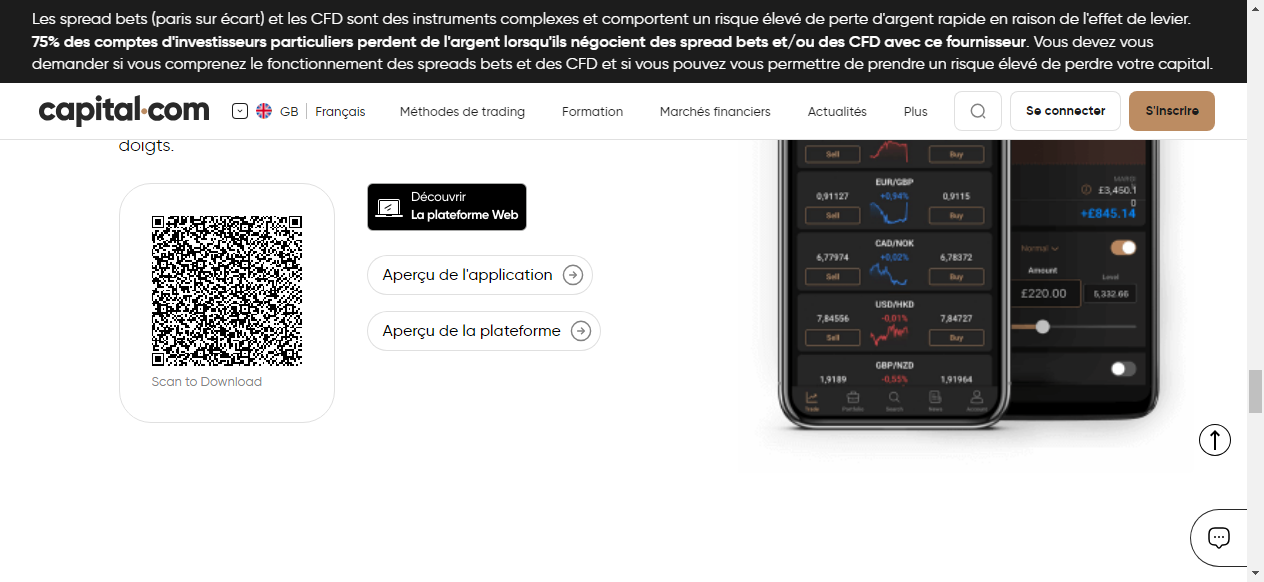 Les spread bets (paris sur écart) et les CFD sont des instruments complexes et comportent un risque élevé de perte d'argent rapide en raison de l'effet de levier.
75% des comptes d'investisseurs particuliers perdent de l'argent lorsqu'ils négocient des spread bets et/ou des CFD avec ce fournisseur. Vous devez vous
demander si vous comprenez le fonctionnement des spreads bets et des CFD et si vous pouvez vous permettre de prendre un risque élevé de perdre votre capital.
capital.com GB Français Méthodes de trading Formation Marchés financiers Actualités Plus Se connecter S'inscrire
doigts.
Découvrir
La plateforme Web
Aperçu de l'application
Aperçu de la plateforme
Scan to Download
Sell Buy
EUR/GBP
0,91127 +0,94% 0,9115
Sell Buy
CAD/NOK
6,77974 +0,02% 6,78372
Sell Buy
USD/HKD
7,84556 -0,01% 7,84727
Sell Buy
GBP/NZD
1,9189 -0,55% 1,91964
Trade Portfolio Search News Account
MARGI
£3,450.1
0
+£845.14
Normal
Amount Level
£220.00 5,332.66